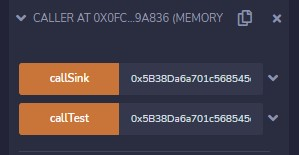 CALLER AT 0X0FC...9A836 (MEMORY
callSink 0x5B38Da6a701c568545
callTest 0x5B38Da6a701c568545